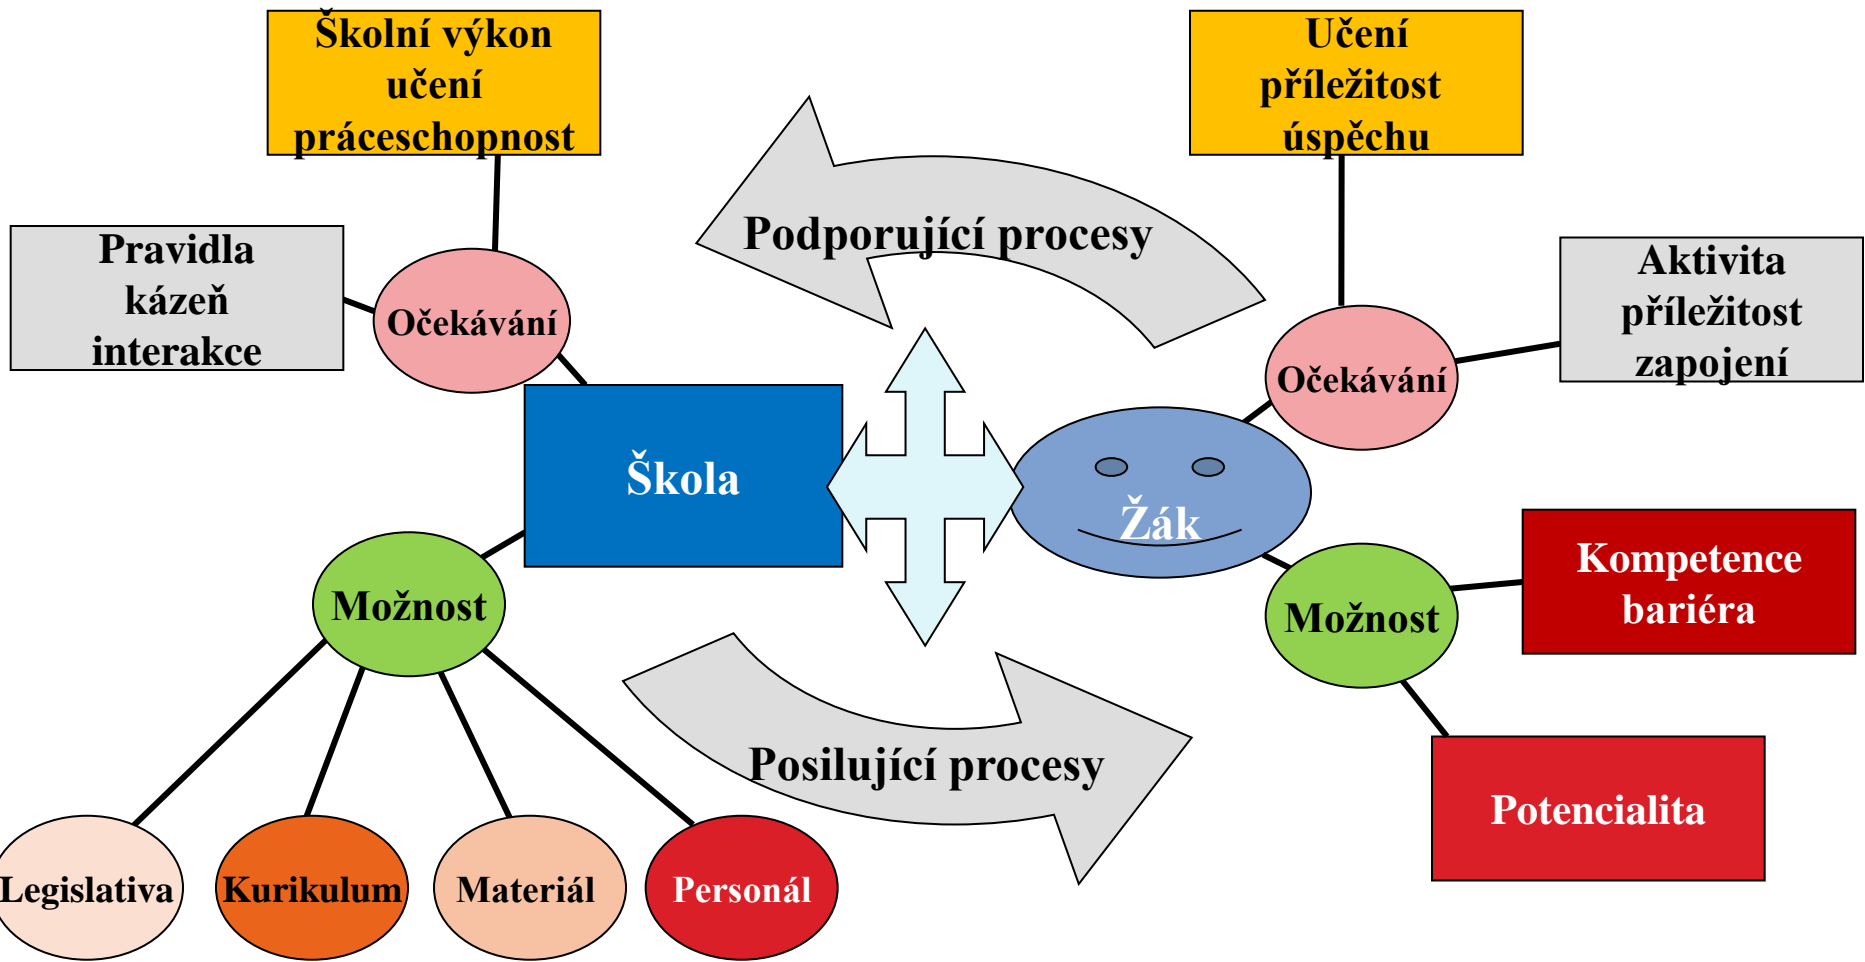 Školní výkon
učení
práceschopnost
Učení
příležitost
úspěchu
Podporující procesy
Pravidla
kázeň
interakce
Očekávání
Aktivita
příležitost
zapojení
Očekávání
Škola
Žák
Možnost
Kompetence
bariéra
Možnost
Posilující procesy
Potencialita
Legislativa
Kurikulum
Materiál
Personál